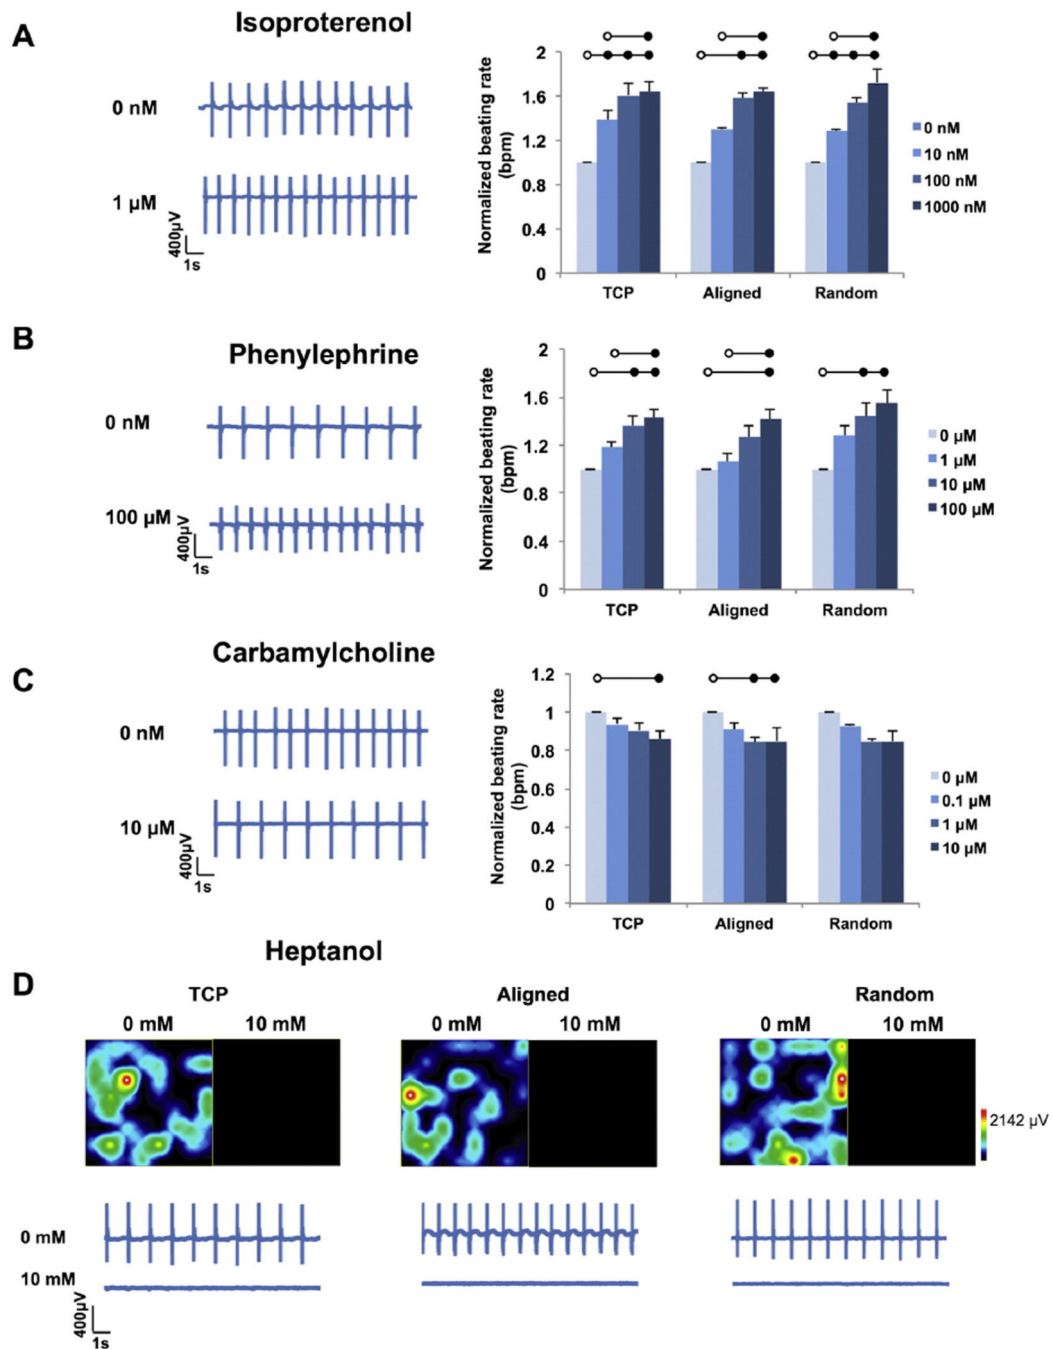 A
Isoproterenol
0 nM
1 µM
400µV
1s
Normalized beating rate
(bpm)
2
1.6
1.2
0.8
0.4
0
TCP
Aligned
Random
0 nM
10 nM
100 nM
1000 nM
B
Phenylephrine
0 nM
100 µM
400µV
1s
Normalized beating rate
(bpm)
2
1.6
1.2
0.8
0.4
0
TCP
Aligned
Random
0 µM
1 µM
10 µM
100 µM
C
Carbamylcholine
0 nM
10 µM
400µV
1s
Normalized beating rate
(bpm)
1.2
1
0.8
0.6
0.4
0.2
0
TCP
Aligned
Random
0 µM
0.1 µM
1 µM
10 µM
D
Heptanol
TCP
Aligned
Random
0 mM 10 mM
0 mM 10 mM
0 mM 10 mM
2142 µV
0 mM
10 mM
400µV
1s